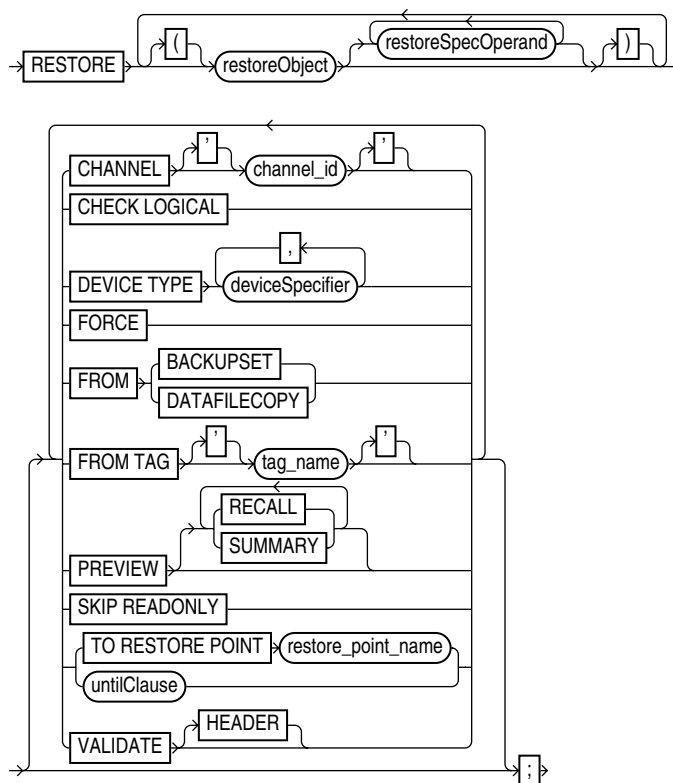 RESTORE ( restoreObject restoreSpecOperand )
CHANNEL ' channel_id '
CHECK LOGICAL
,
DEVICE TYPE deviceSpecifier
FORCE
FROM BACKUPSET
DATAFILECOPY
FROM TAG ' tag_name '
RECALL
SUMMARY
PREVIEW
SKIP READONLY
TO RESTORE POINT restore_point_name
untilClause
VALIDATE HEADER
;